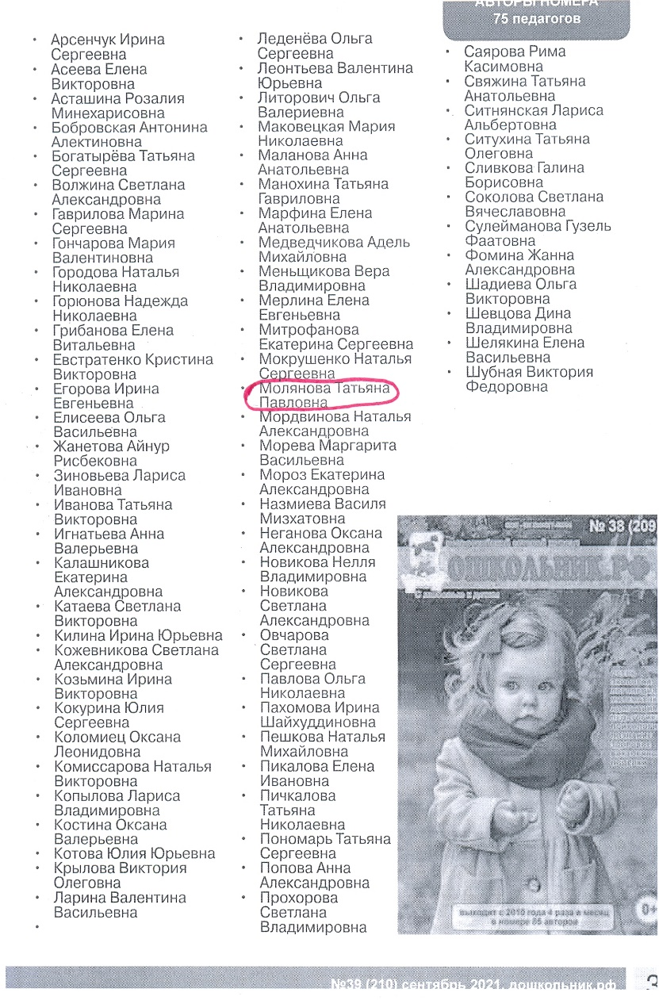 АВТОРЫ НОМЕРА
75 педагогов
• Арсенчук Ирина
Сергеевна
• Асеева Елена
Викторовна
• Асташина Розалия
Минехарисовна
• Бобровская Антонина
Алектиновна
• Богатырёва Татьяна
Сергеевна
• Волжина Светлана
Александровна
• Гаврилова Марина
Сергеевна
• Гончарова Мария
Валентиновна
• Городова Наталья
Николаевна
• Горюнова Надежда
Николаевна
• Грибанова Елена
Витальевна
• Евстратенко Кристина
Викторовна
• Егорова Ирина
Евгеньевна
• Елисеева Ольга
Васильевна
• Жанетова Айнур
Рисбековна
• Зиновьева Лариса
Ивановна
• Иванова Татьяна
Викторовна
• Игнатьева Анна
Валерьевна
• Калашникова
Екатерина
Александровна
• Катаева Светлана
Викторовна
• Килина Ирина Юрьевна
• Кожевникова Светлана
Александровна
• Козьмина Ирина
Викторовна
• Кокурина Юлия
Сергеевна
• Коломиец Оксана
Леонидовна
• Комиссарова Наталья
Викторовна
• Копылова Лариса
Владимировна
• Костина Оксана
Валерьевна
• Котова Юлия Юрьевна
• Крылова Виктория
Олеговна
• Ларина Валентина
Васильевна
•
• Леденёва Ольга
Сергеевна
• Леонтьева Валентина
Юрьевна
• Литорович Ольга
Валериевна
• Маковецкая Мария
Николаевна
• Маланова Анна
Анатольевна
• Манохина Татьяна
Гавриловна
• Марфина Елена
Анатольевна
• Медведчикова Адель
Михайловна
• Меньщикова Вера
Владимировна
• Мерлина Елена
Евгеньевна
• Митрофанова
Екатерина Сергеевна
• Мокрушенко Наталья
Сергеевна
• Молянова Татьяна
Павловна
• Мордвинова Наталья
Александровна
• Морева Маргарита
Васильевна
• Мороз Екатерина
Александровна
• Назмиева Василя
Мизхатовна
• Неганова Оксана
Александровна
• Новикова Нелля
Владимировна
• Новикова
Светлана
Александровна
• Овчарова
Светлана
Сергеевна
• Павлова Ольга
Николаевна
• Пахомова Ирина
Шайхуддиновна
• Пешкова Наталья
Михайловна
• Пикалова Елена
Ивановна
• Пичкалова
Татьяна
Николаевна
• Пономарь Татьяна
Сергеевна
• Попова Анна
Александровна
• Прохорова
Светлана
Владимировна
• Саярова Рима
Касимовна
• Свяжина Татьяна
Анатольевна
• Ситнянская Лариса
Альбертовна
• Ситухина Татьяна
Олеговна
• Сливкова Галина
Борисовна
• Соколова Светлана
Вячеславовна
• Сулейманова Гузель
Фаатовна
• Фомина Жанна
Александровна
• Шадиева Ольга
Викторовна
• Шевцова Дина
Владимировна
• Шелякина Елена
Васильевна
• Шубная Виктория
Федоровна
№ 38 (209
ОШКОЛЬНИК.РФ
0+
выходит с 2010 года 4 раза в месяц
в номере 85 авторов
№39 (210) сентябрь 2021, дошкольник.рф
3